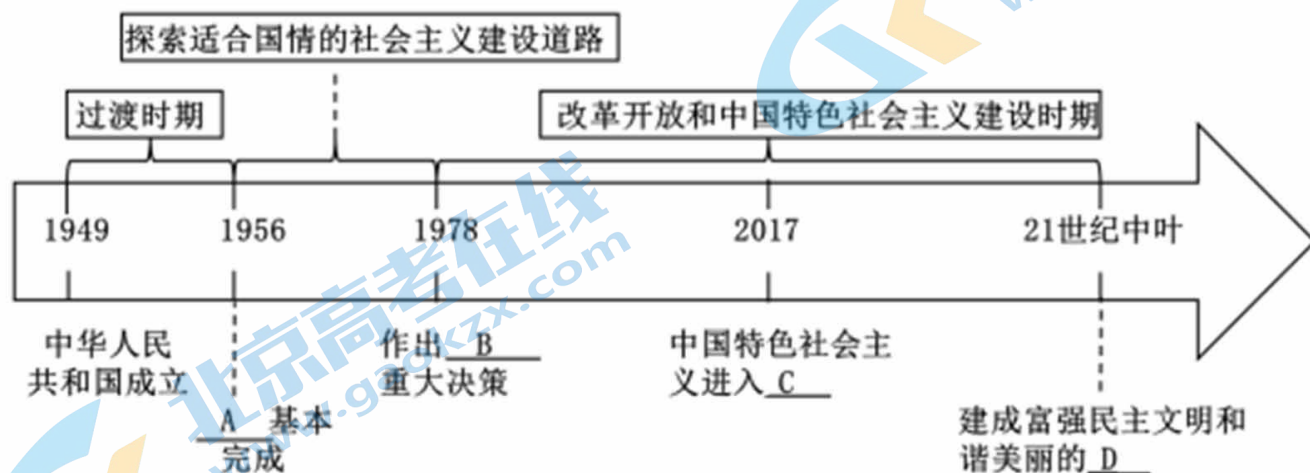 探索适合国情的社会主义建设道路
过渡时期
改革开放和中国特色社会主义建设时期
1949
1956
1978
2017
21世纪中叶
中华人民
共和国成立
A 基本
完成
作出 B
重大决策
中国特色社会主
义进入 C
建成富强民主文明和
谐美丽的 D
北京高考在线
www.gaokzx.com